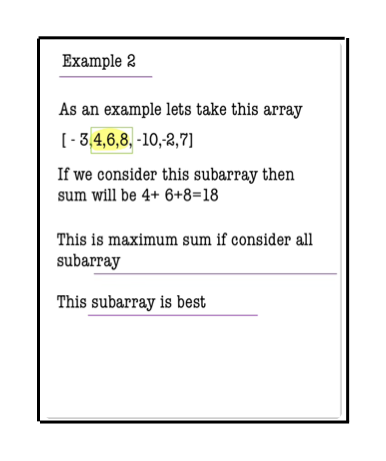 Example 2
As an example lets take this array
[ - 3,4,6,8, -10,-2,7]
If we consider this subarray then
sum will be 4+ 6+8=18
This is maximum sum if consider all
subarray
This subarray is best